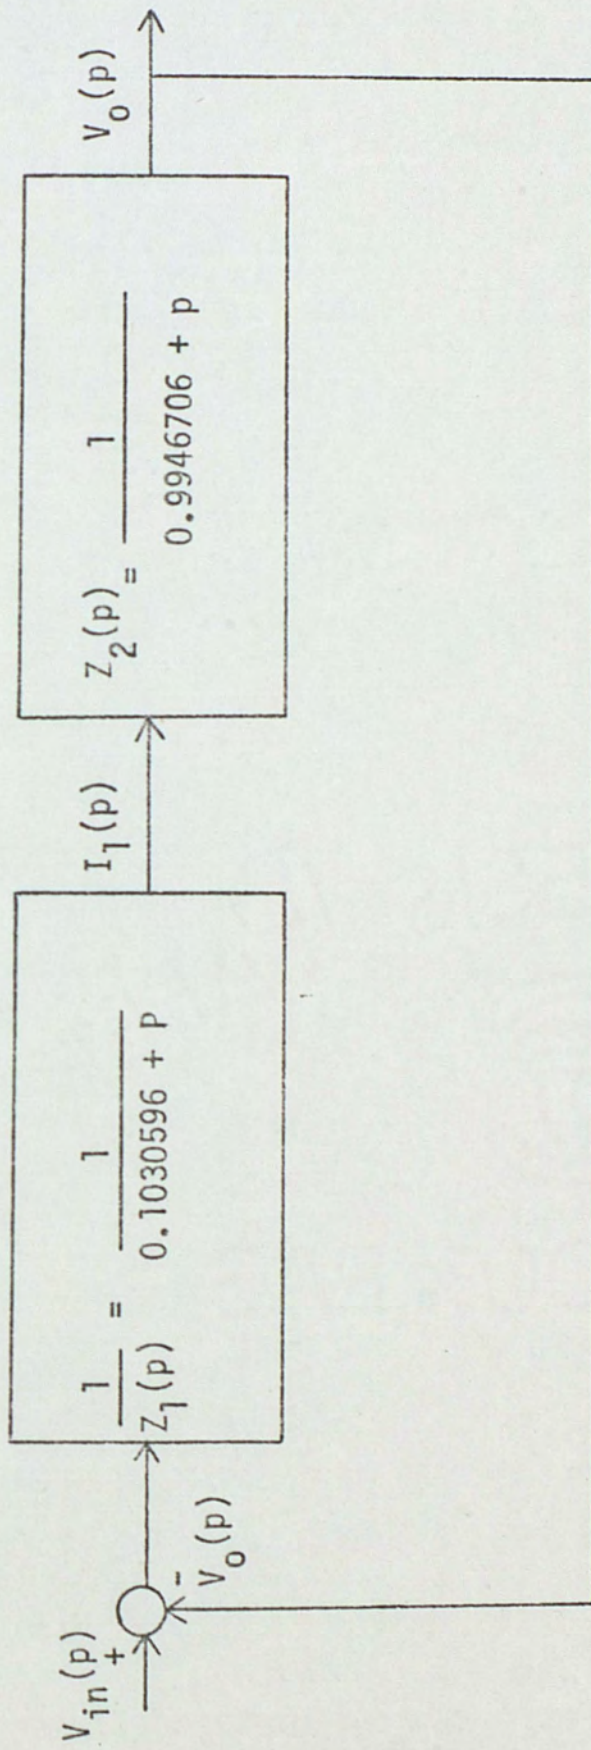 V_in(p)
+
-
V_o(p)
1
/
Z_1(p)
=
1
/
0.1030596 + P
I_1(p)
Z_2(p) =
1
/
0.9946706 + p
V_o(p)